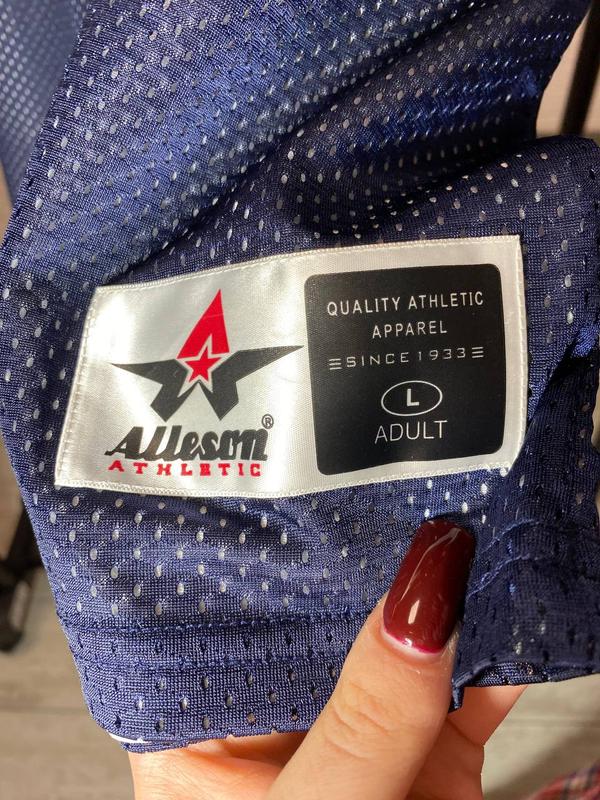 Alleson®
ATHLETIC
QUALITY ATHLETIC
APPAREL
SINCE 1933
L
ADULT